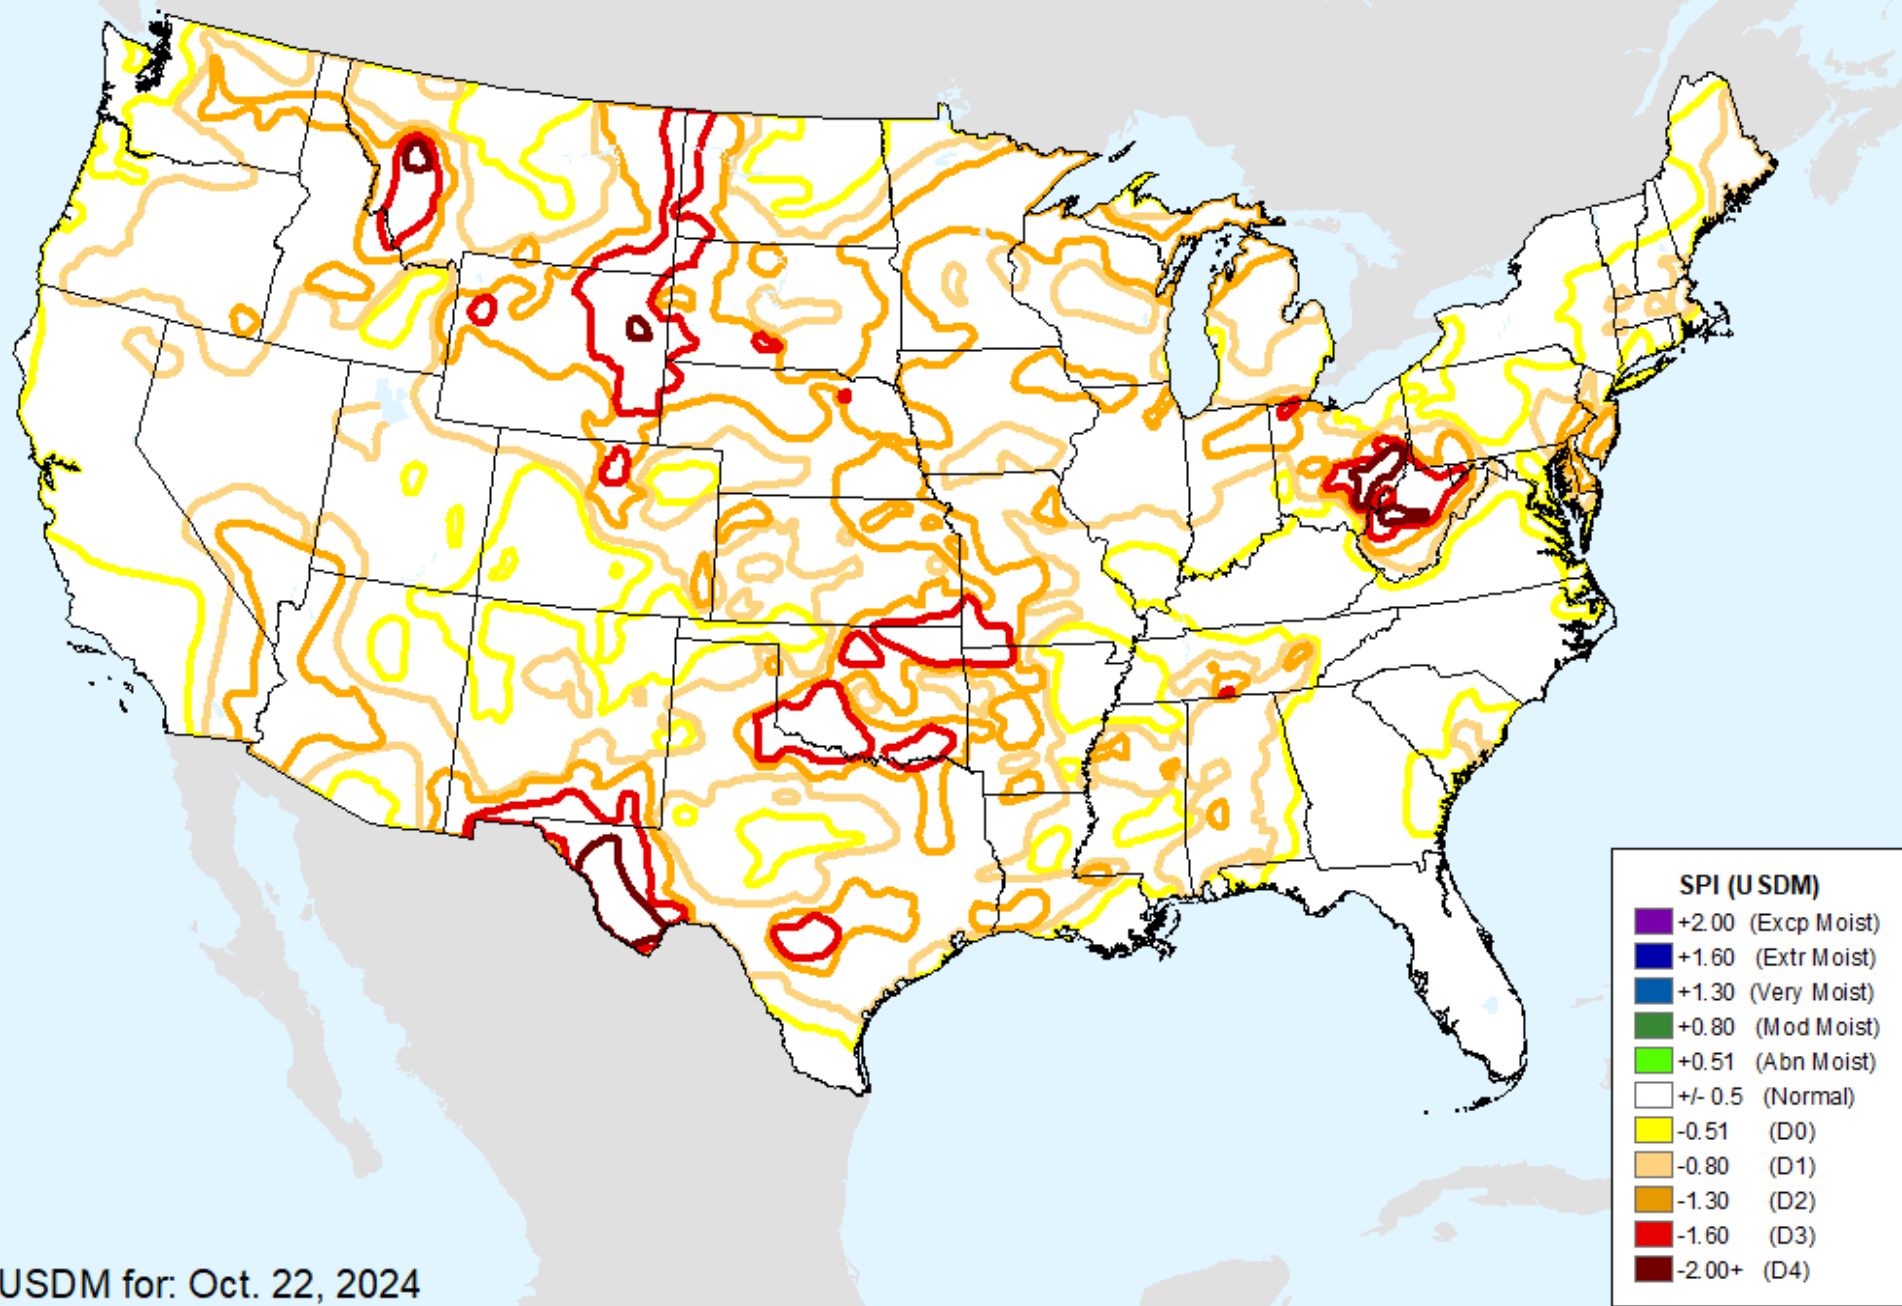 SPI (USDM)
+2.00 (Excp Moist)
+1.60 (Extr Moist)
+1.30 (Very Moist)
+0.80 (Mod Moist)
+0.51 (Abn Moist)
+/- 0.5 (Normal)
-0.51 (D0)
-0.80 (D1)
-1.30 (D2)
-1.60 (D3)
-2.00+ (D4)
USDM for: Oct. 22, 2024